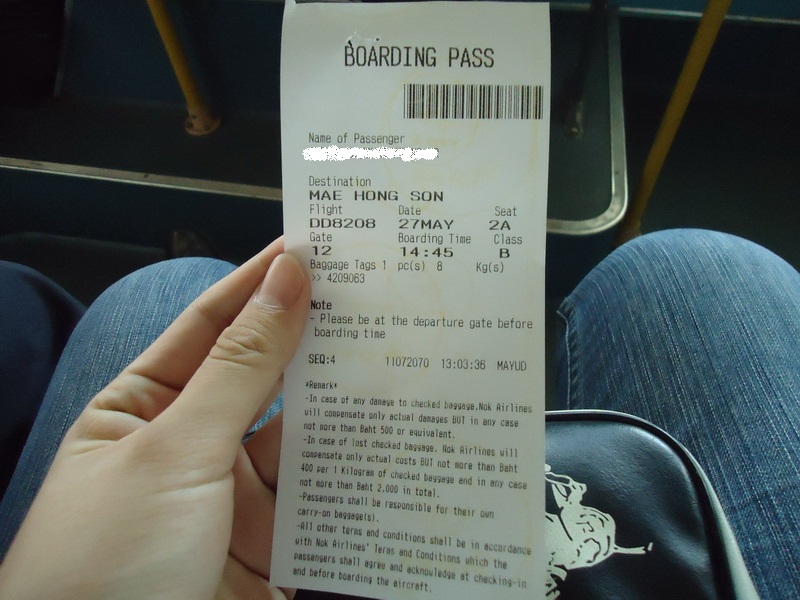 BOARDING PASS
Name of Passenger
Destination
MAE HONG SON
Flight Date Seat
DD8208 27MAY 2A
Gate Boarding Time Class
12 14:45 B
Baggage Tags 1 pc(s) 8 Kg(s)
>> 4209063
Note
- Please be at the departure gate before
boarding time
SEQ:4 11072070 13:03:36 MAYUD
*Remark*
-In case of any damage to checked baggage.Nok Airlines
will compensate only actual damages BUT in any case
not more than Baht 500 or equivalent.
-In case of lost checked baggage, Nok Airlines will
compensate only actual costs BUT not more than Baht
400 per 1 Kilogram of checked baggage and in any case
not more than Baht 2,000 in total.
-Passengers shall be responsible for their own
carry-on baggage(s).
-All other terms and conditions shall be in accordance
with Nok Airlines' Terms and Conditions which the
passengers shall agree and acknowledge at checking-in
and before boarding the aircraft.